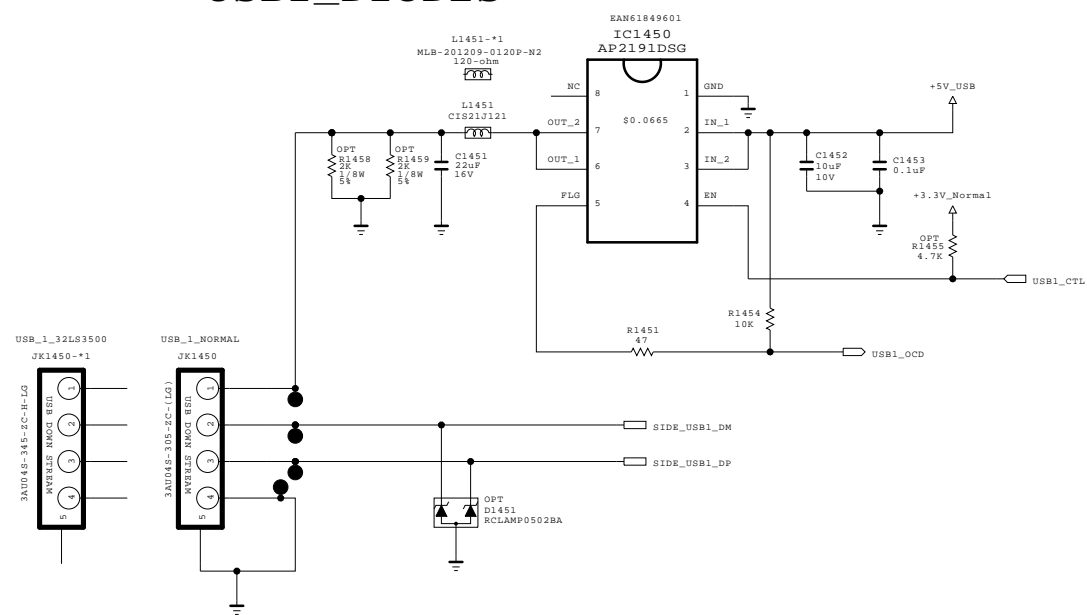 EAN61849601
IC1450
AP2191DSG
L1451-*1
MLB-201209-0120P-N2
120-ohm
NC
8
1
GND
+5V_USB
L1451
CIS21J121
OUT_2
7
$0.0665
2
IN_1
OPT
R1458
2K
1/8W
5%
OPT
R1459
2K
1/8W
5%
C1451
22uF
16V
OUT_1
6
3
IN_2
C1452
10uF
10V
C1453
0.1uF
FLG
5
4
EN
+3.3V_Normal
OPT
R1455
4.7K
USB1_CTL
R1454
10K
R1451
47
USB1_OCD
USB_1_32LS3500
JK1450-*1
USB_1_NORMAL
JK1450
3AU04S-345-ZC-H-LG
USB DOWN STREAM
1
2
3
4
5
3AU04S-305-ZC-(LG)
USB DOWN STREAM
1
2
3
4
5
SIDE_USB1_DM
SIDE_USB1_DP
OPT
D1451
RCLAMP0502BA